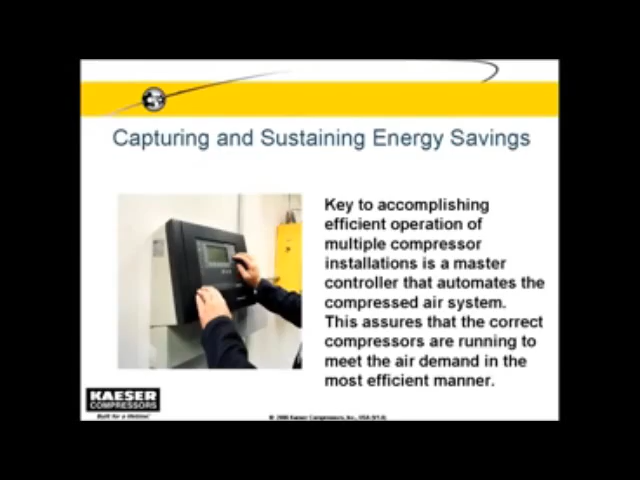 Capturing and Sustaining Energy Savings
Key to accomplishing
efficient operation of
multiple compressor
installations is a master
controller that automates the
compressed air system.
This assures that the correct
compressors are running to
meet the air demand in the
most efficient manner.
KAESER
COMPRESSORS
Built for a lifetime.
Kaeser Compressors, Inc., USA